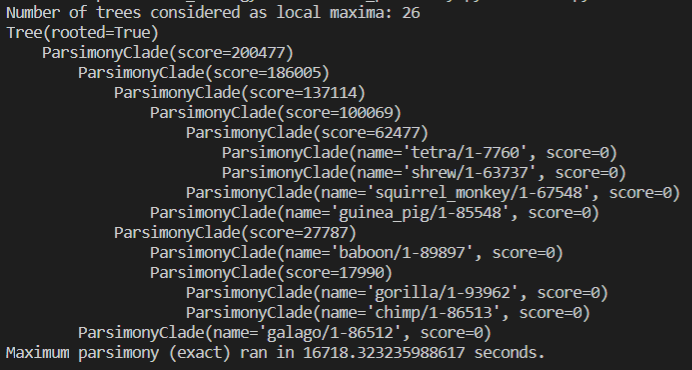 Number of trees considered as local maxima: 26
Tree(rooted=True)
    ParsimonyClade(score=200477)
        ParsimonyClade(score=186005)
            ParsimonyClade(score=137114)
                ParsimonyClade(score=100069)
                    ParsimonyClade(score=62477)
                        ParsimonyClade(name='tetra/1-7760', score=0)
                        ParsimonyClade(name='shrew/1-63737', score=0)
                    ParsimonyClade(name='squirrel_monkey/1-67548', score=0)
                ParsimonyClade(name='guinea_pig/1-85548', score=0)
            ParsimonyClade(score=27787)
                ParsimonyClade(name='baboon/1-89897', score=0)
                ParsimonyClade(score=17990)
                    ParsimonyClade(name='gorilla/1-93962', score=0)
                    ParsimonyClade(name='chimp/1-86513', score=0)
        ParsimonyClade(name='galago/1-86512', score=0)
Maximum parsimony (exact) ran in 16718.323235988617 seconds.